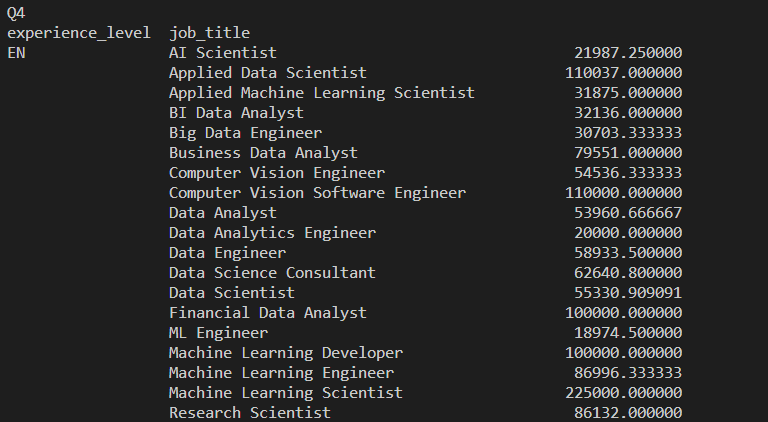 Q4
experience_level  job_title
EN                AI Scientist                                 21987.250000
                  Applied Data Scientist                      110037.000000
                  Applied Machine Learning Scientist           31875.000000
                  BI Data Analyst                              32136.000000
                  Big Data Engineer                            30703.333333
                  Business Data Analyst                        79551.000000
                  Computer Vision Engineer                     54536.333333
                  Computer Vision Software Engineer           110000.000000
                  Data Analyst                                 53960.666667
                  Data Analytics Engineer                      20000.000000
                  Data Engineer                                58933.500000
                  Data Science Consultant                      62640.800000
                  Data Scientist                               55330.909091
                  Financial Data Analyst                      100000.000000
                  ML Engineer                                  18974.500000
                  Machine Learning Developer                  100000.000000
                  Machine Learning Engineer                    86996.333333
                  Machine Learning Scientist                  225000.000000
                  Research Scientist                           86132.000000